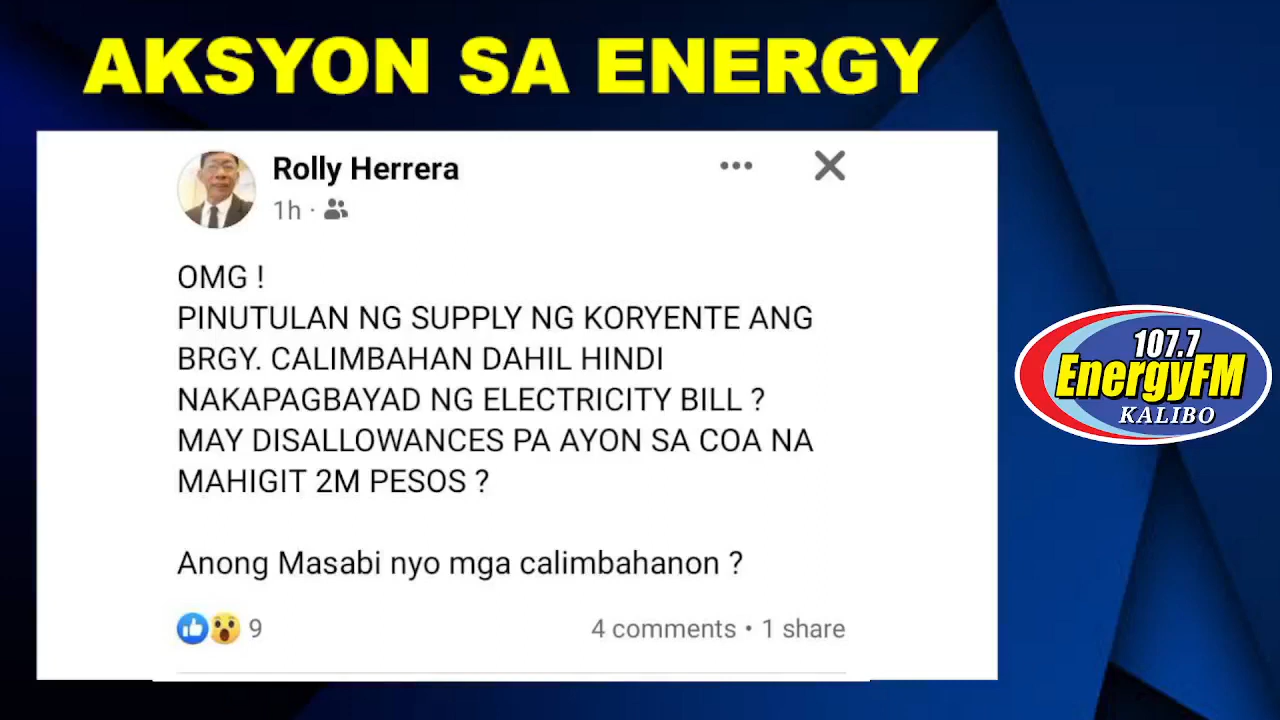 AKSYON SA ENERGY
Rolly Herrera
1h ·
OMG !
PINUTULAN NG SUPPLY NG KORYENTE ANG
BRGY. CALIMBAHAN DAHIL HINDI
NAKAPAGBAYAD NG ELECTRICITY BILL ?
MAY DISALLOWANCES PA AYON SA COA NA
MAHIGIT 2M PESOS ?
Anong Masabi nyo mga calimbahanon ?
9
4 comments • 1 share
107.7
EnergyFM
KALIBO